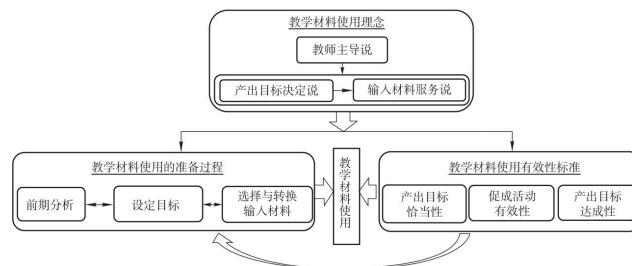 教学材料使用理念
教师主导说
产出目标决定说
输入材料服务说
教学材料使用的准备过程
前期分析
设定目标
选择与转换
输入材料
教学材料使用
教学材料使用有效性标准
产出目标
恰当性
促成活动
有效性
产出目标
达成性